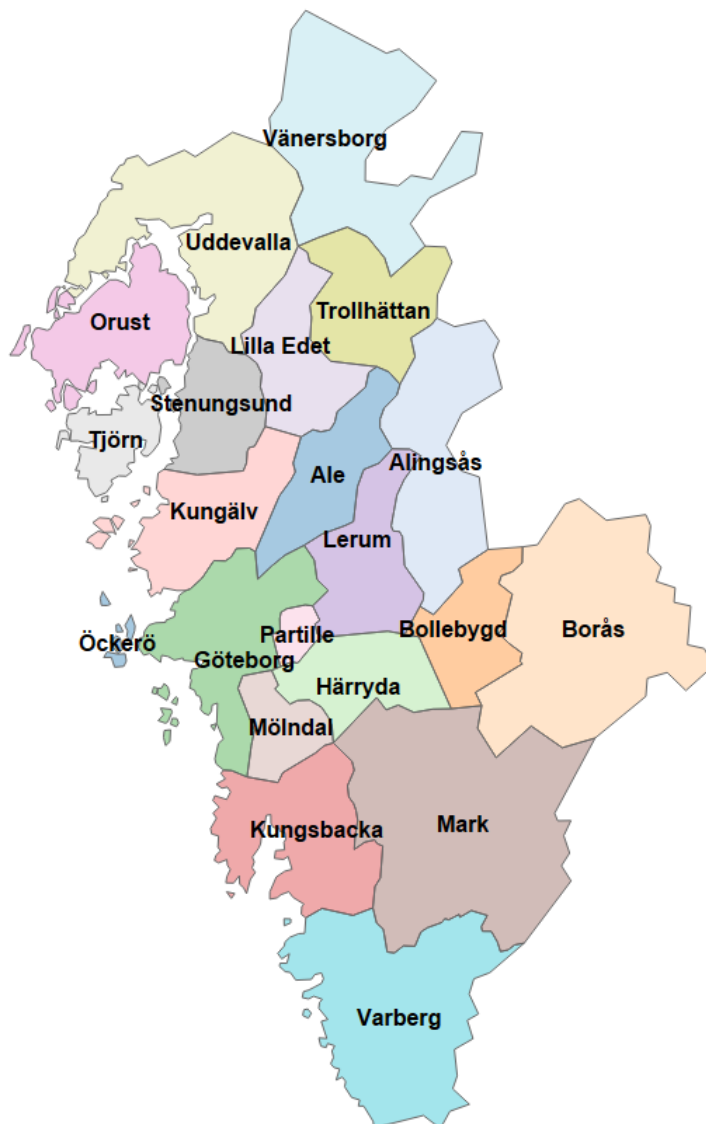 Vänersborg
Uddevalla
Trollhättan
Orust
Lilla Edet
Stenungsund
Tjörn
Alingsås
Ale
Kungälv
Lerum
Partille
Bollebygd
Borås
Öckerö
Göteborg
Härryda
Mölndal
Kungsbacka
Mark
Varberg